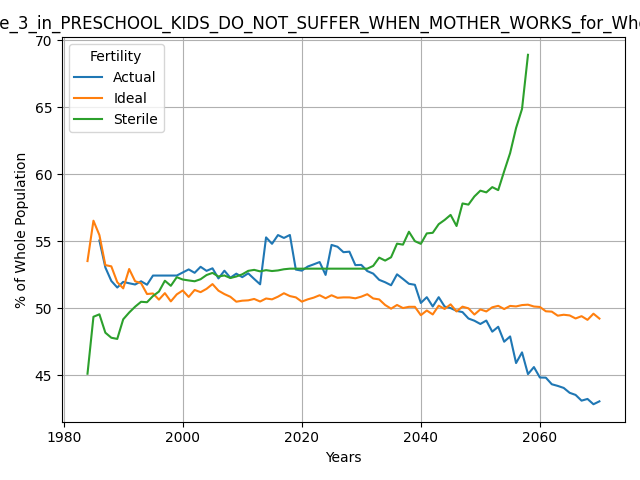 e_3_in_PRESCHOOL_KIDS_DO_NOT_SUFFER_WHEN_MOTHER_WORKS_for_Who
Fertility
Actual
Ideal
Sterile
% of Whole Population
70
65
60
55
50
45
1980
2000
2020
2040
2060
Years